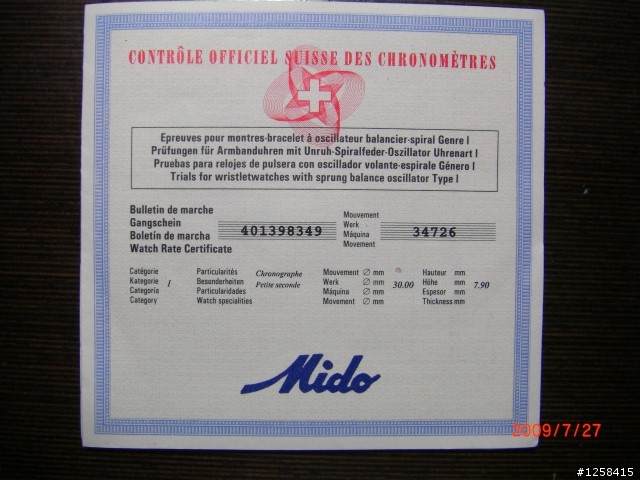 CONTRÔLE OFFICIEL SUISSE DES CHRONOMÈTRES
Epreuves pour montres-bracelet à oscillateur balancier-spiral Genre I
Prüfungen für Armbanduhren mit Unruh-Spiralfeder-Oszillator Uhrenart I
Pruebas para relojes de pulsera con oscillador volante-espirale Género I
Trials for wristletwatches with sprung balance oscillator Type I
Bulletin de marche
Gangschein
Boletín de marcha
Watch Rate Certificate
401398349
Mouvement
Werk
Máquina
Movement
34726
Catégorie
Kategorie
Categoría
Category
I
Particularités
Besonderheiten
Particularidades
Watch specialities
Chronographe
Petite seconde
Mouvement ∅ mm
Werk ∅ mm
Máquina ∅ mm
Movement ∅ mm
30.00
Hauteur mm
Höhe mm
Espesor mm
Thickness mm
7.90
Mido
2009/7/27
#1258415